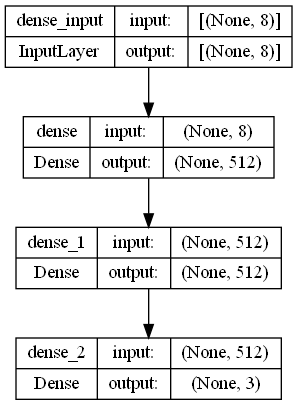 dense_input input: [(None, 8)]
InputLayer output: [(None, 8)]
dense input: (None, 8)
Dense output: (None, 512)
dense_1 input: (None, 512)
Dense output: (None, 512)
dense_2 input: (None, 512)
Dense output: (None, 3)